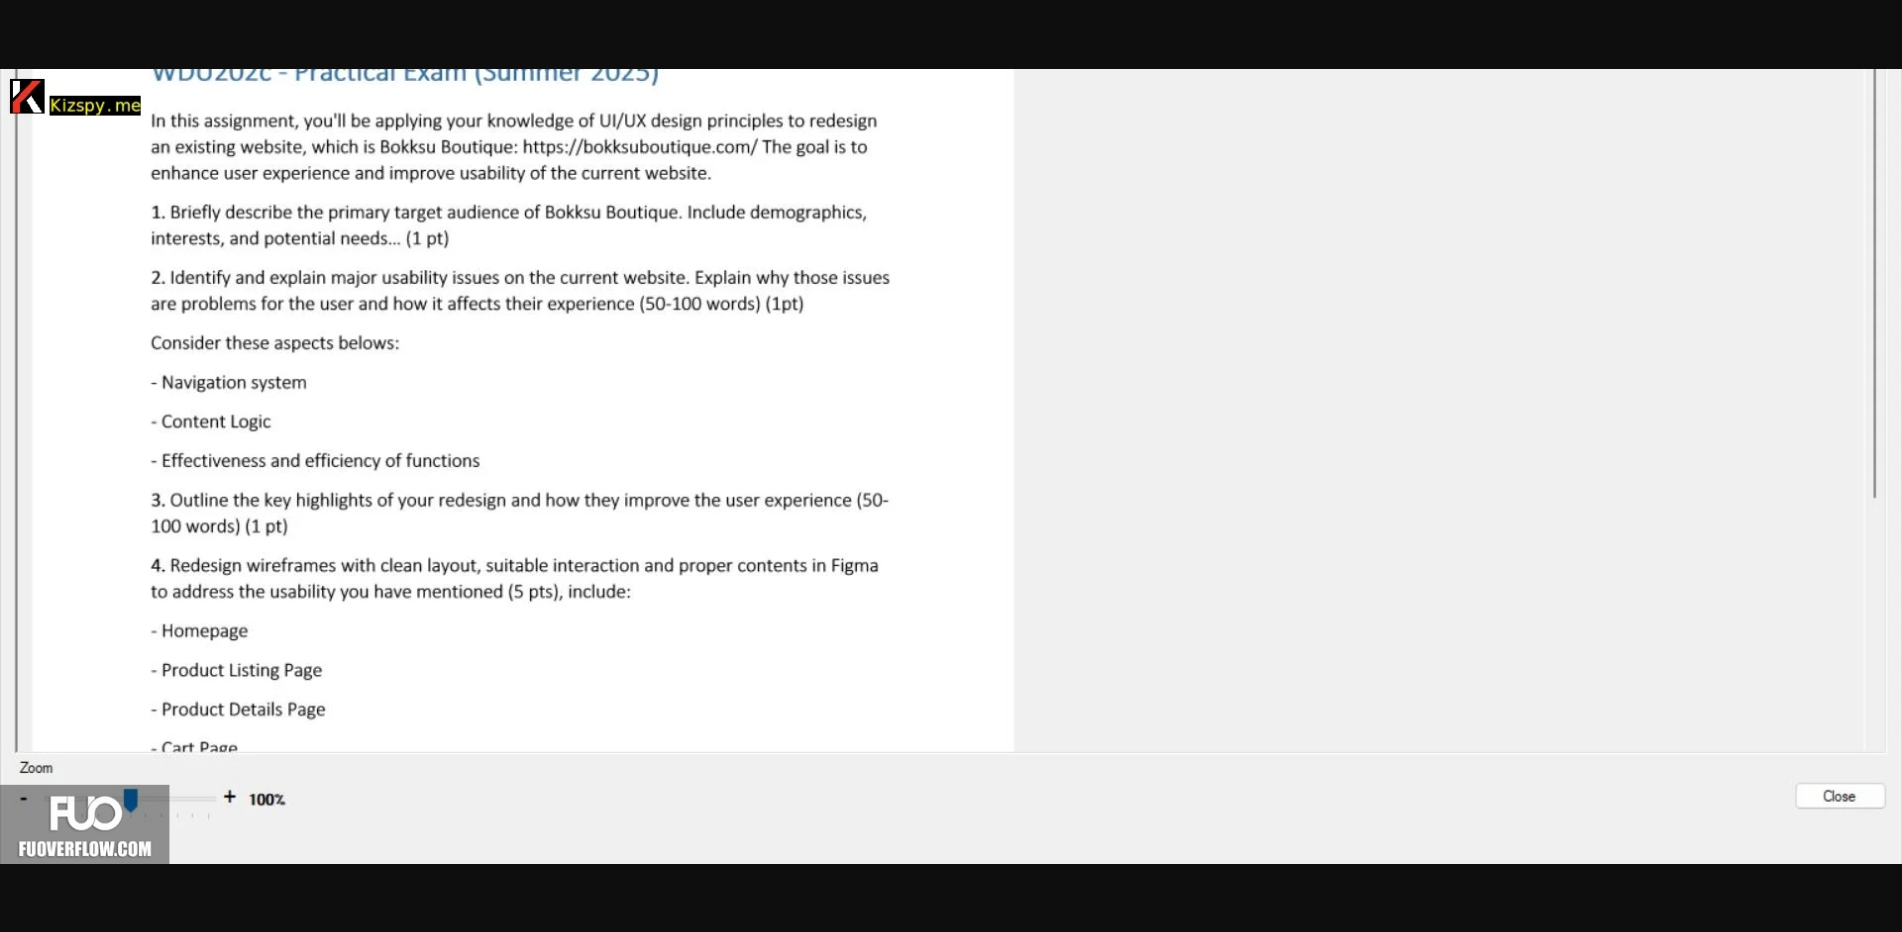 WDU202c - Practical Exam (Summer 2025)
Kizspy.me
In this assignment, you'll be applying your knowledge of UI/UX design principles to redesign
an existing website, which is Bokksu Boutique: https://bokksuboutique.com/ The goal is to
enhance user experience and improve usability of the current website.
1. Briefly describe the primary target audience of Bokksu Boutique. Include demographics,
interests, and potential needs... (1 pt)
2. Identify and explain major usability issues on the current website. Explain why those issues
are problems for the user and how it affects their experience (50-100 words) (1pt)
Consider these aspects belows:
- Navigation system
- Content Logic
- Effectiveness and efficiency of functions
3. Outline the key highlights of your redesign and how they improve the user experience (50-
100 words) (1 pt)
4. Redesign wireframes with clean layout, suitable interaction and proper contents in Figma
to address the usability you have mentioned (5 pts), include:
- Homepage
- Product Listing Page
- Product Details Page
- Cart Page
Zoom
- + 100%
Close
FUO
FUOVERFLOW.COM